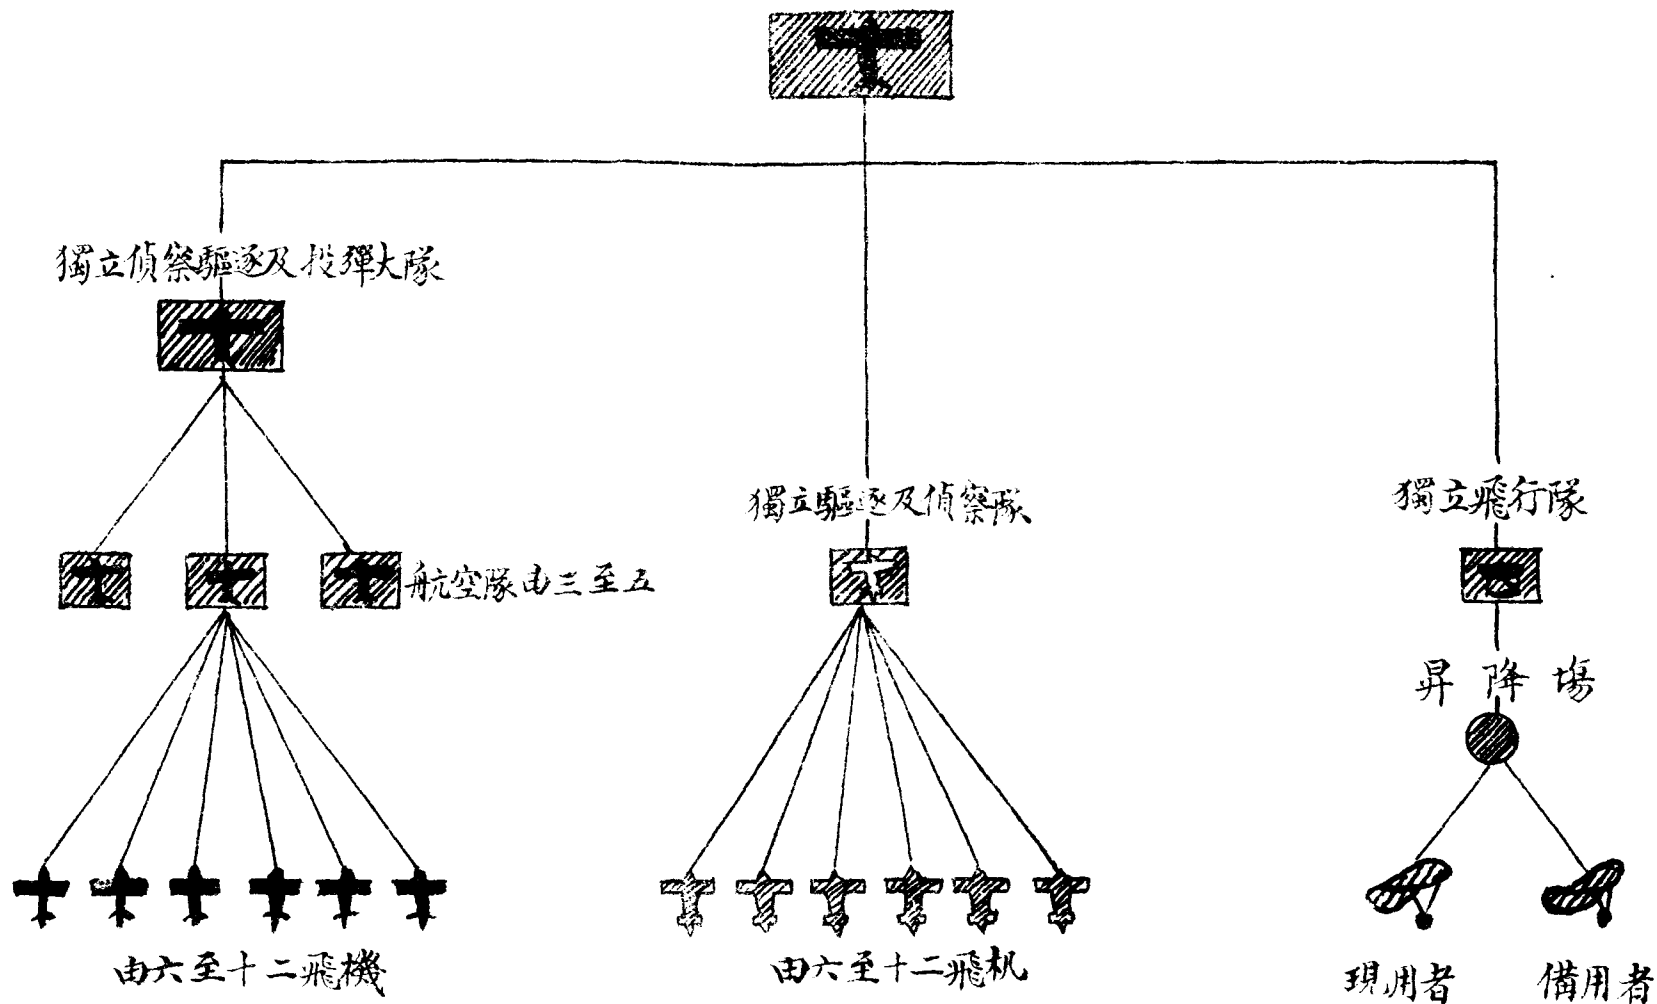 獨立偵察驅逐及投彈大隊
獨立驅逐及偵察隊
獨立飛行隊
航空隊由三至五
昇降場
由六至十二飛機
由六至十二飛机
現用者
備用者